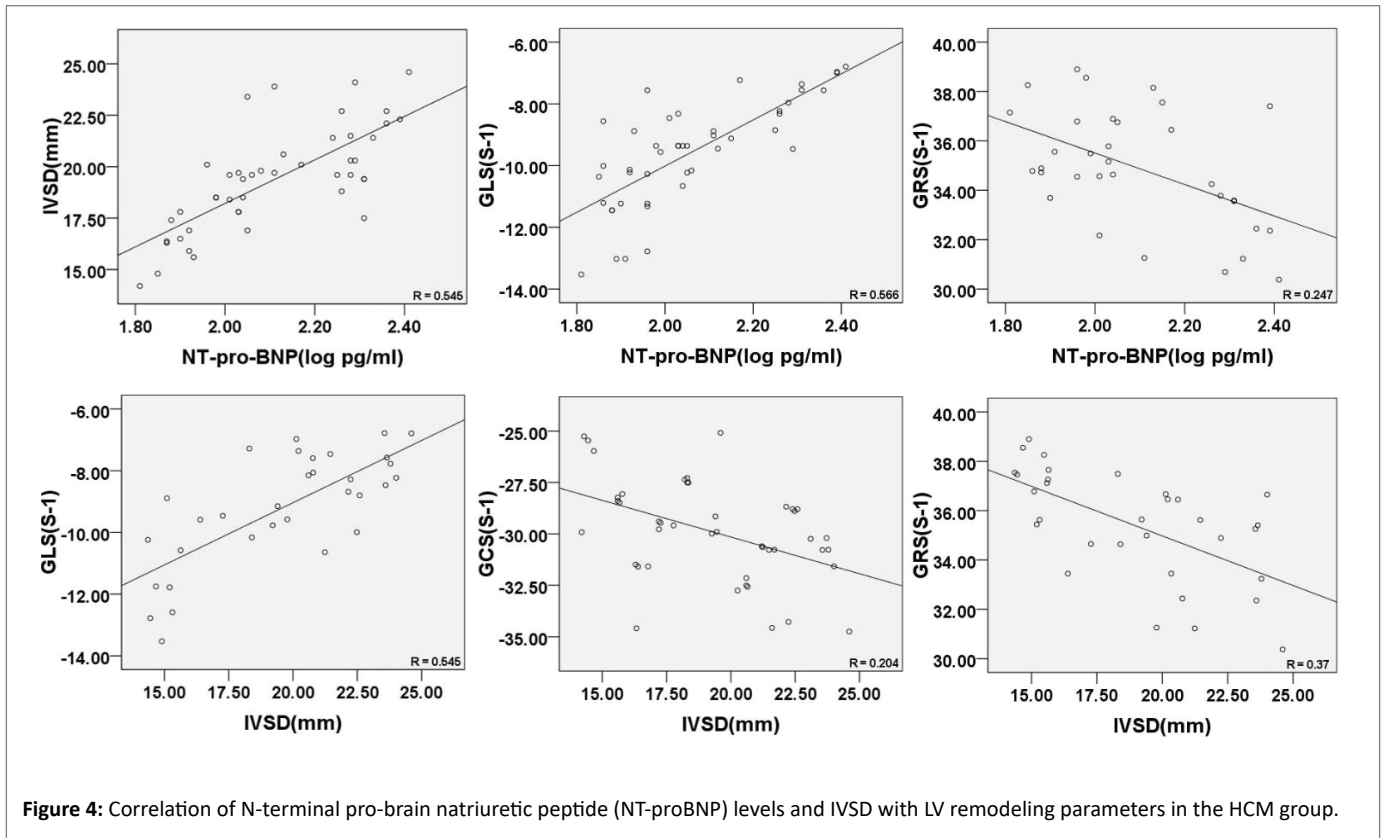 25.00
22.50
20.00
17.50
15.00
IVSD(mm)
1.80 2.00 2.20 2.40
NT-pro-BNP(log pg/ml)
R = 0.545
-6.00
-8.00
-10.00
-12.00
-14.00
GLS(S-1)
1.80 2.00 2.20 2.40
NT-pro-BNP(log pg/ml)
R = 0.566
40.00
38.00
36.00
34.00
32.00
30.00
GRS(S-1)
1.80 2.00 2.20 2.40
NT-pro-BNP(log pg/ml)
R = 0.247
-6.00
-8.00
-10.00
-12.00
-14.00
GLS(S-1)
15.00 17.50 20.00 22.50 25.00
IVSD(mm)
R = 0.545
-25.00
-27.50
-30.00
-32.50
-35.00
GCS(S-1)
15.00 17.50 20.00 22.50 25.00
IVSD(mm)
R = 0.204
40.00
38.00
36.00
34.00
32.00
30.00
GRS(S-1)
15.00 17.50 20.00 22.50 25.00
IVSD(mm)
R = 0.37
Figure 4: Correlation of N-terminal pro-brain natriuretic peptide (NT-proBNP) levels and IVSD with LV remodeling parameters in the HCM group.